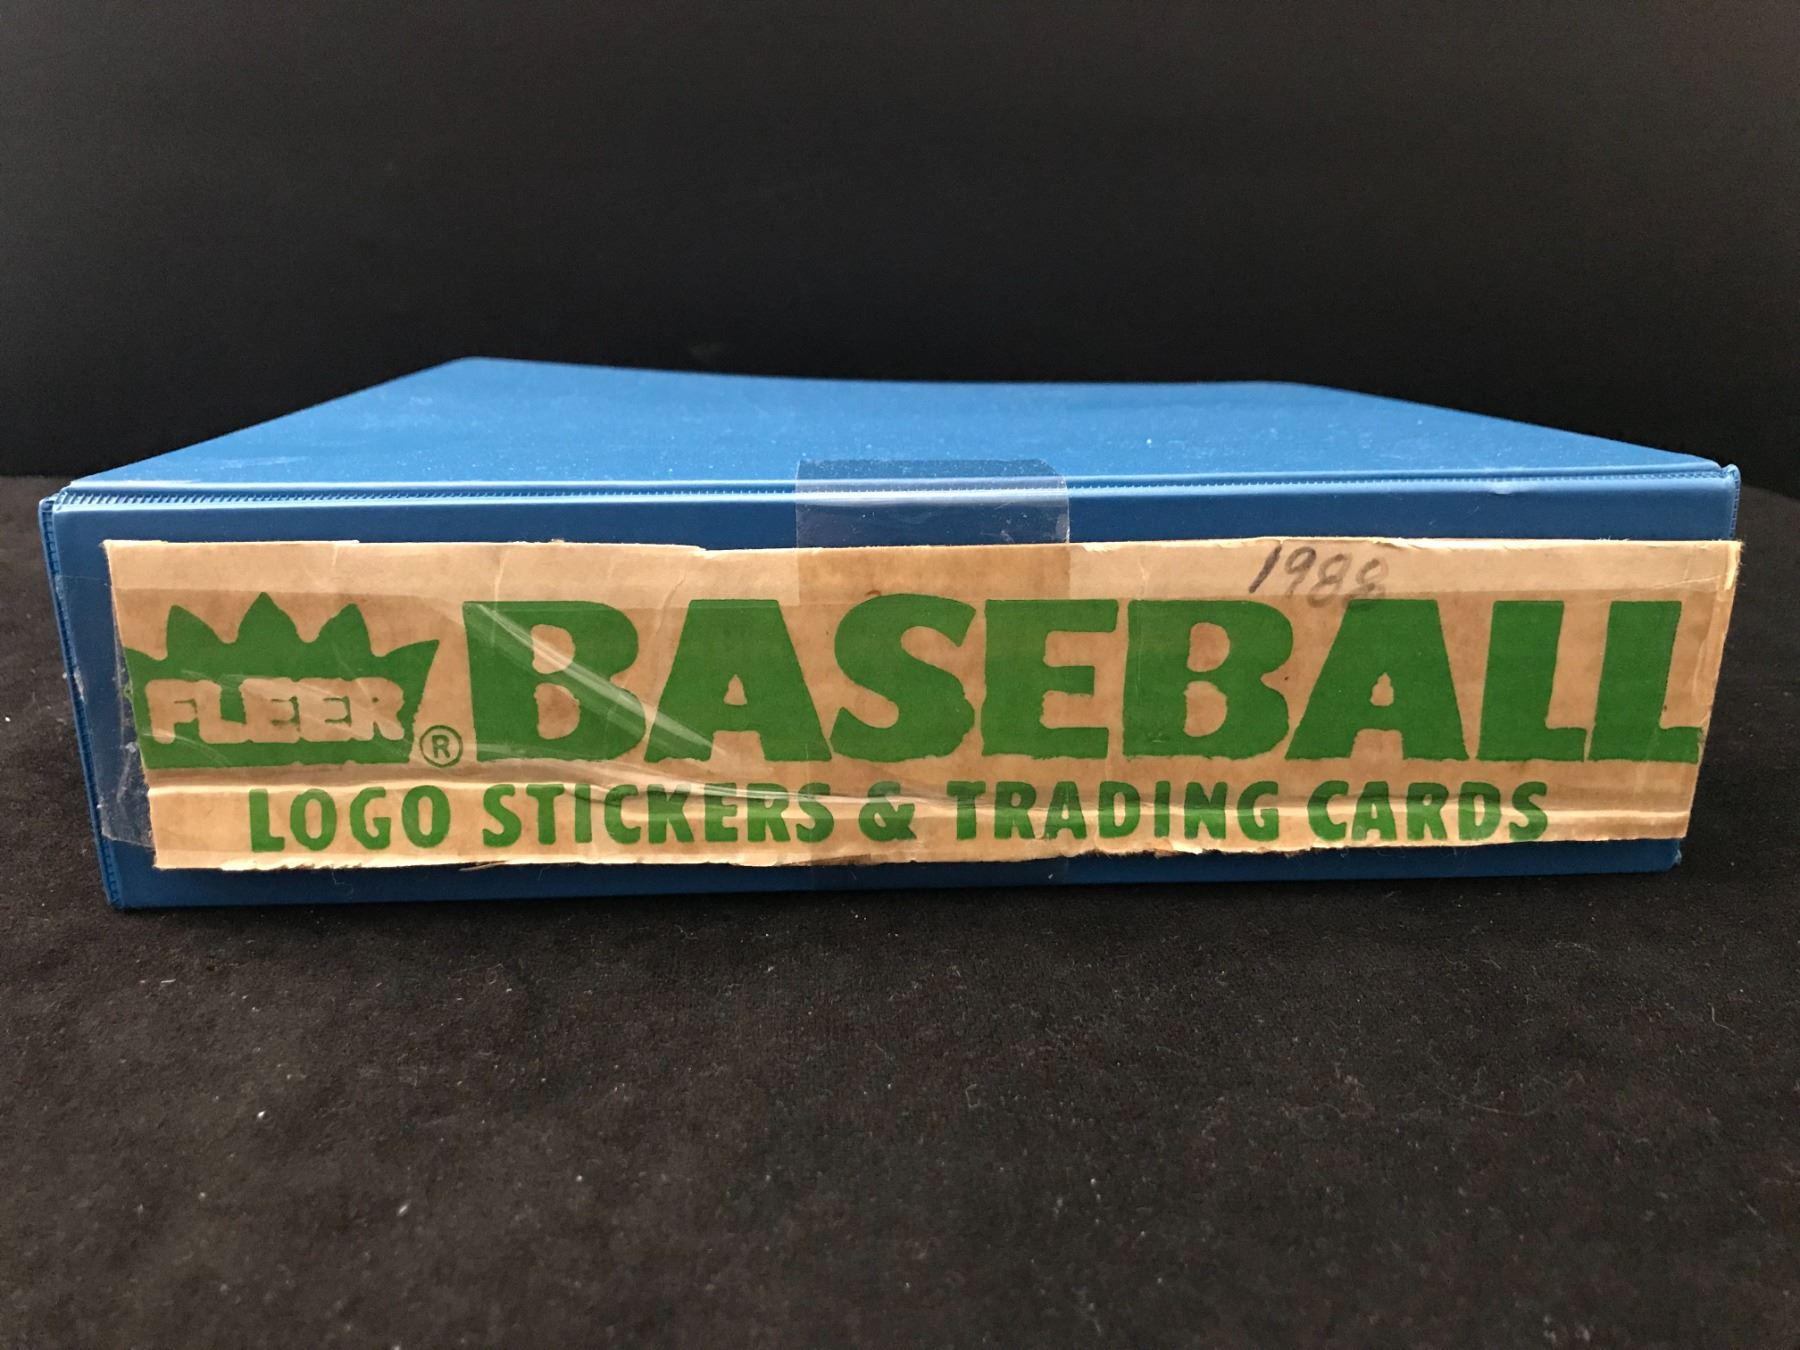 1988
FLEER ® BASEBALL
LOGO STICKERS & TRADING CARDS